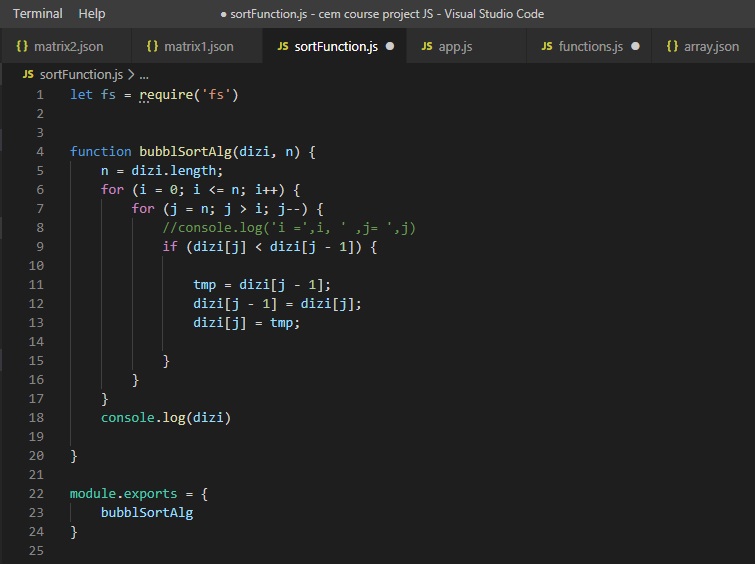 Terminal Help ● sortFunction.js - cem course project JS - Visual Studio Code
{} matrix2.json {} matrix1.json JS sortFunction.js ● JS app.js JS functions.js ● {} array.json
JS sortFunction.js > ...
1 let fs = require('fs')
2
3
4 function bubblSortAlg(dizi, n) {
5     n = dizi.length;
6     for (i = 0; i <= n; i++) {
7         for (j = n; j > i; j--) {
8             //console.log('i =',i, ' ,j= ',j)
9             if (dizi[j] < dizi[j - 1]) {
10
11                 tmp = dizi[j - 1];
12                 dizi[j - 1] = dizi[j];
13                 dizi[j] = tmp;
14
15             }
16         }
17     }
18     console.log(dizi)
19
20 }
21
22 module.exports = {
23     bubblSortAlg
24 }
25